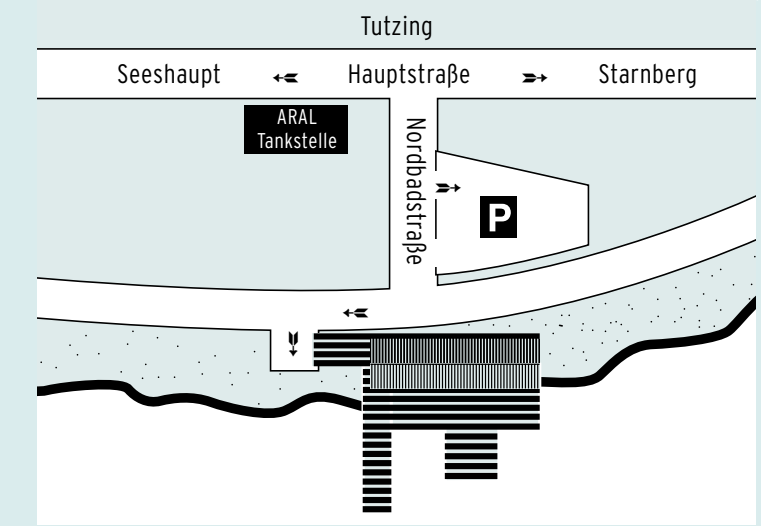 Tutzing
Seeshaupt Hauptstraße Starnberg
ARAL
Tankstelle
Nordbadstraße
P